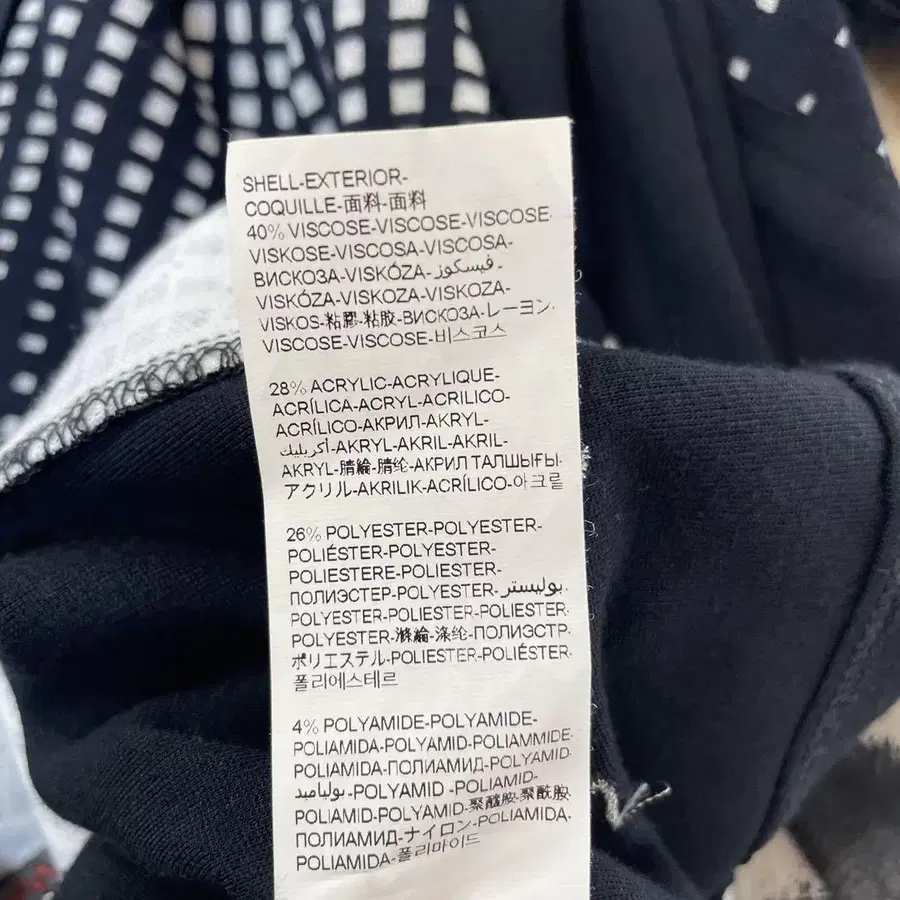 SHELL-EXTERIOR-
COQUILLE-面料-面料
40% VISCOSE-VISCOSE-VISCOSE-
VISKOSE-VISCOSA-VISCOSA-
ВИСКОЗА-VISKÓZA-فيسكوز-
VISKÓZA-VISKOZA-VISKOZA-
VISKOS-粘膠-粘胶-ВИСКОЗА-レーヨン-
VISCOSE-VISCOSE-비스코스
28% ACRYLIC-ACRYLIQUE-
ACRÍLICA-ACRYL-ACRILICO-
ACRÍLICO-АКРИЛ-AKRYL-
أكريليك-AKRYL-AKRIL-AKRIL-
AKRYL-腈綸-腈纶-АКРИЛ ТАЛШЫҒЫ-
アクリル-AKRILIK-ACRÍLICO-아크릴
26% POLYESTER-POLYESTER-
POLIÉSTER-POLYESTER-
POLIESTERE-POLIESTER-
ПОЛИЭСТЕР-POLYESTER-بوليستر-
POLYESTER-POLIESTER-POLIESTER-
POLYESTER-滌綸-涤纶-ПОЛИЭСТР-
ポリエステル-POLIESTER-POLIÉSTER-
폴리에스테르
4% POLYAMIDE-POLYAMIDE-
POLIAMIDA-POLYAMID-POLIAMMIDE-
POLIAMIDA-ПОЛИАМИД-POLYAMID-
بولياميد-POLYAMID-POLIAMID-
POLIAMID-POLYAMID-聚醯胺-聚酰胺-
ПОЛИАМИД-ナイロン-POLIAMIDA-
POLIAMIDA-폴리마이드